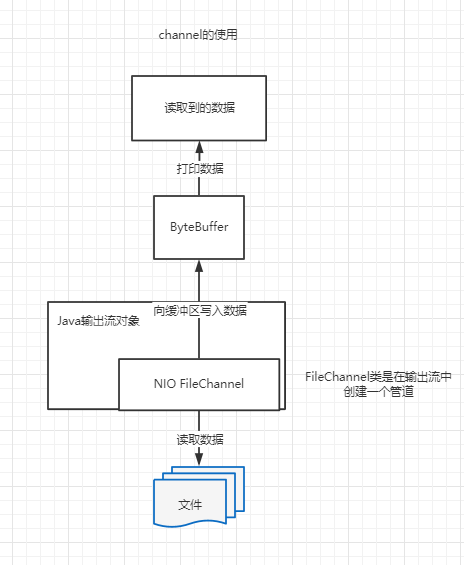 channel的使用
读取到的数据
打印数据
ByteBuffer
向缓冲区写入数据
Java输出流对象
NIO FileChannel
FileChannel类是在输出流中
创建一个管道
读取数据
文件